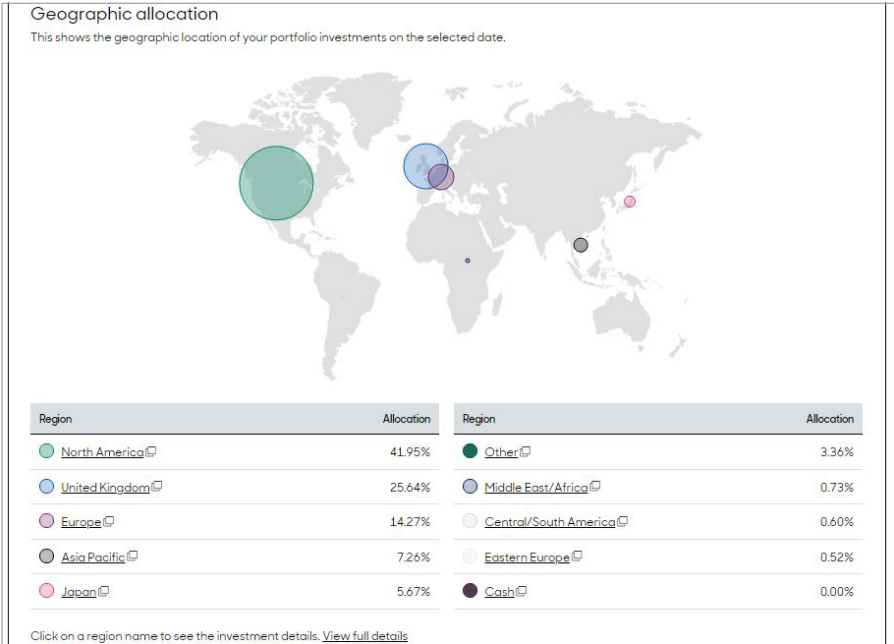 Geographic allocation
This shows the geographic location of your portfolio investments on the selected date.
Region Allocation
North America 41.95%
United Kingdom 25.64%
Europe 14.27%
Asia Pacific 7.26%
Japan 5.67%
Region Allocation
Other 3.36%
Middle East/Africa 0.73%
Central/South America 0.60%
Eastern Europe 0.52%
Cash 0.00%
Click on a region name to see the investment details. View full details